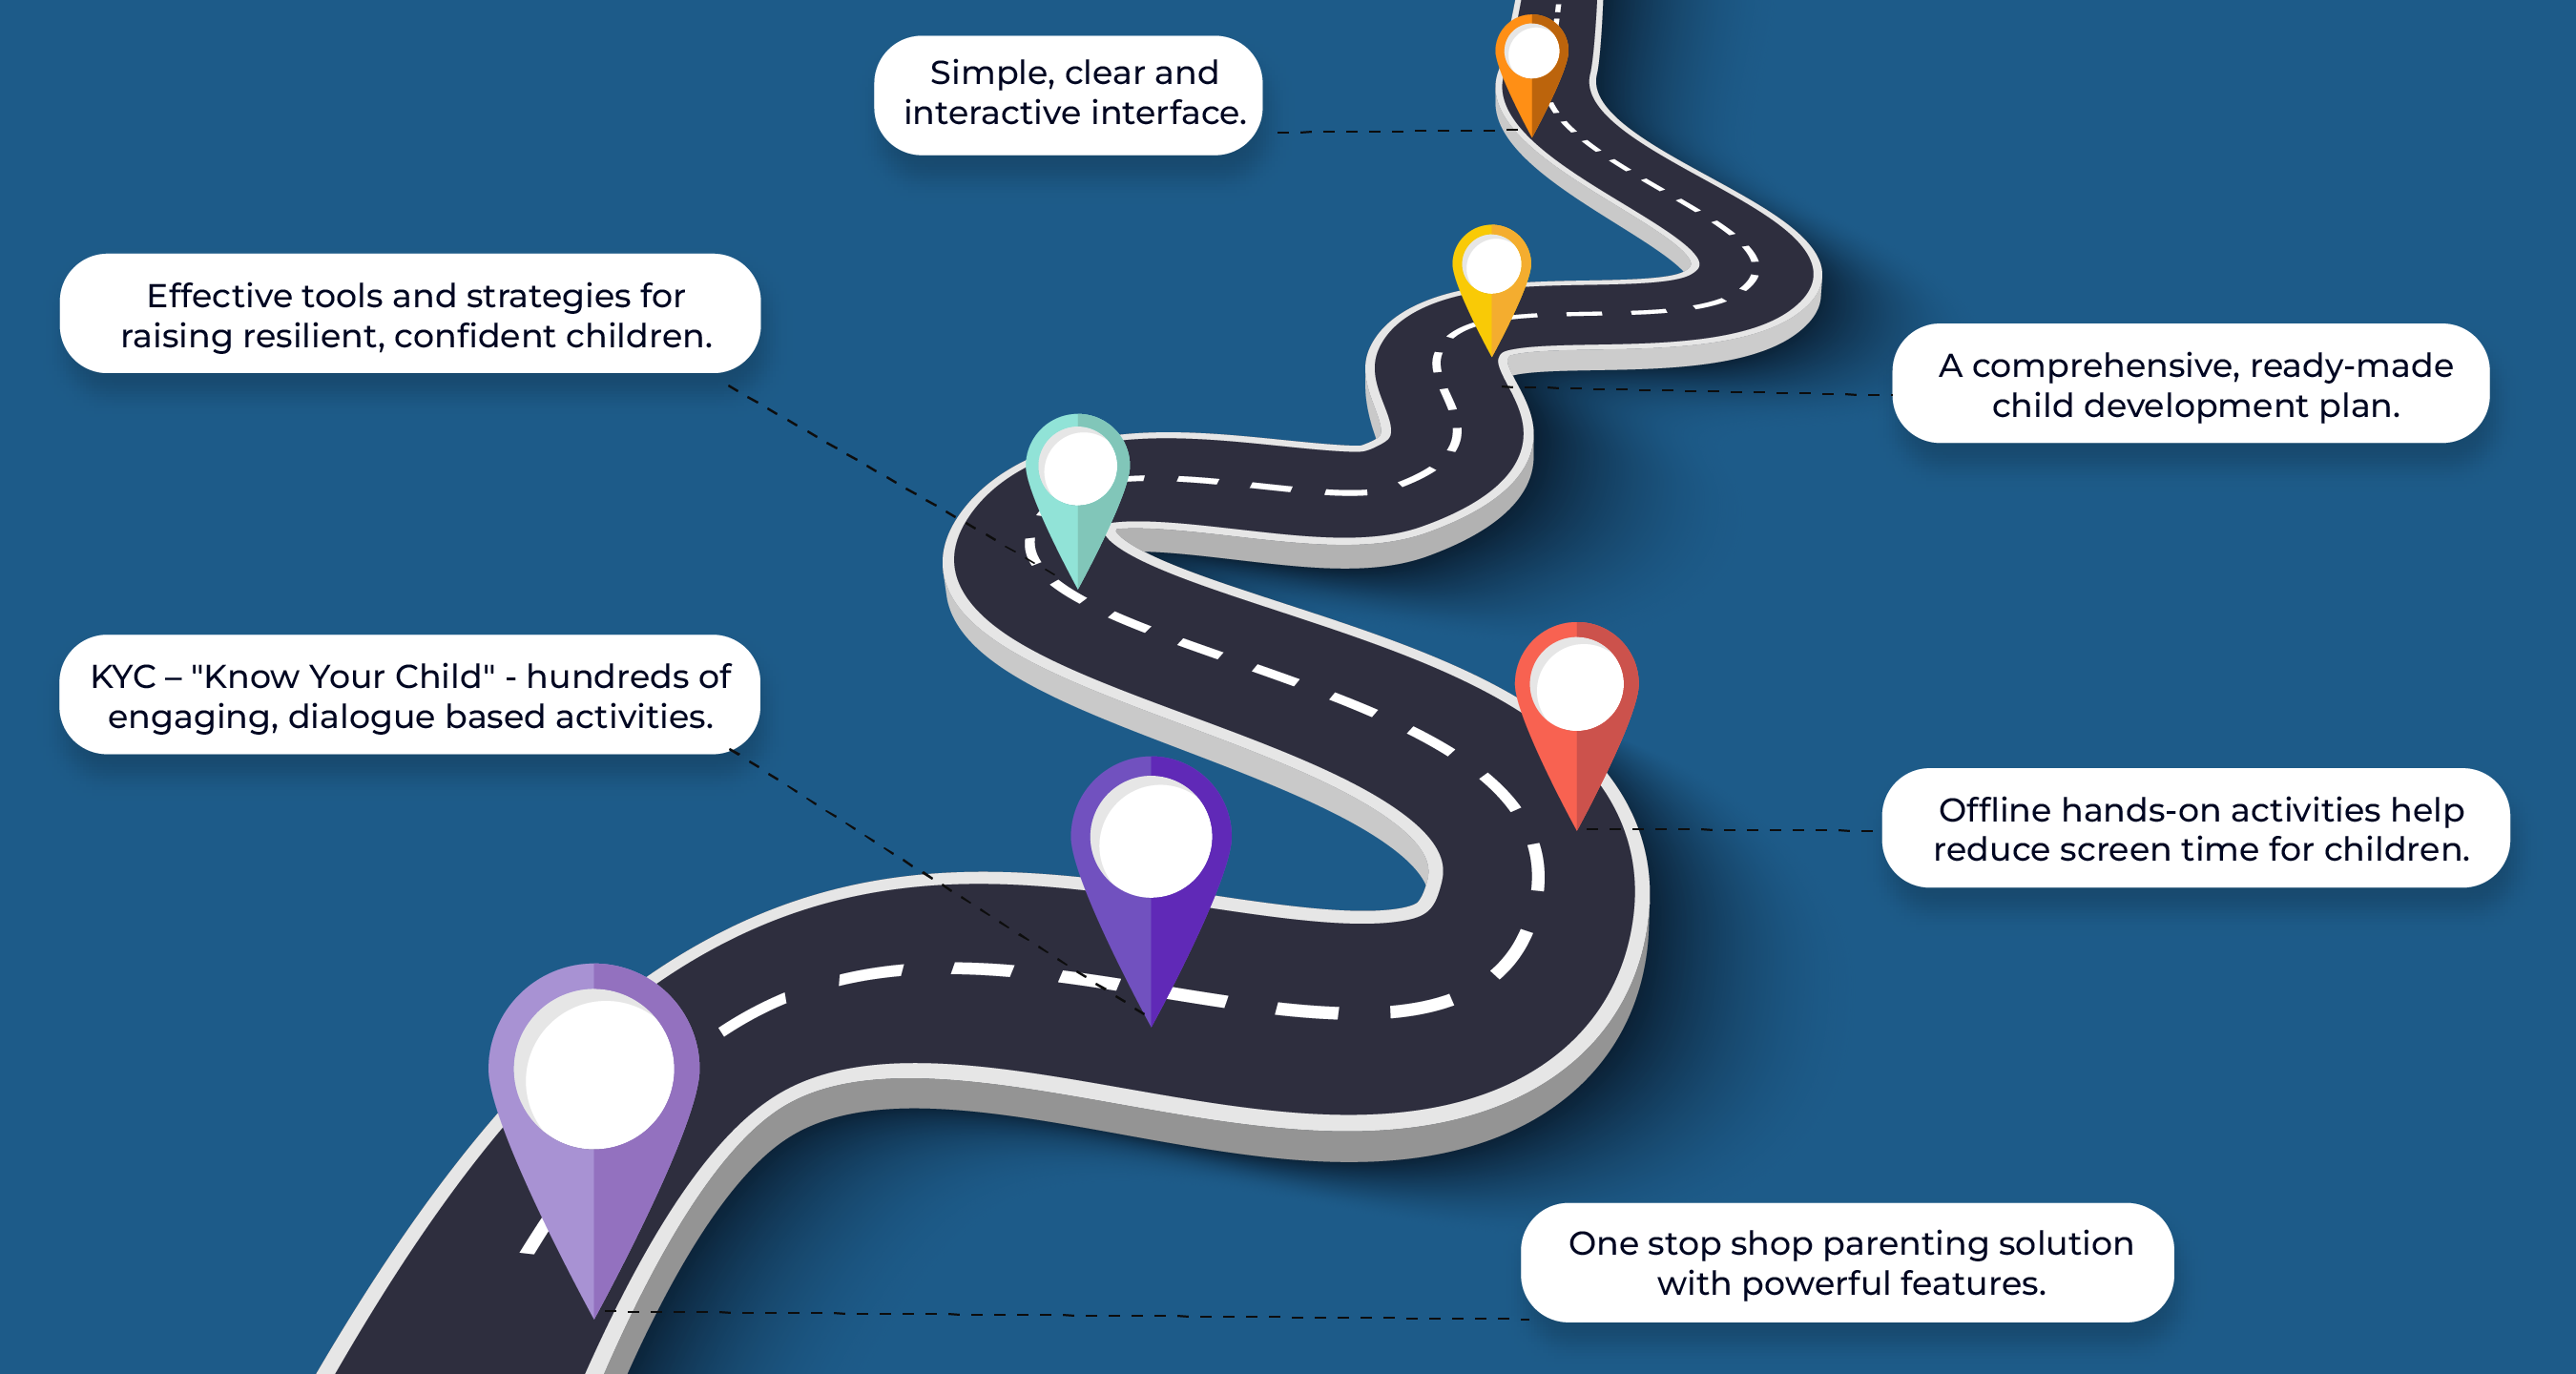 Simple, clear and
interactive interface.
Effective tools and strategies for
raising resilient, confident children.
A comprehensive, ready-made
child development plan.
KYC – "Know Your Child" - hundreds of
engaging, dialogue based activities.
Offline hands-on activities help
reduce screen time for children.
One stop shop parenting solution
with powerful features.